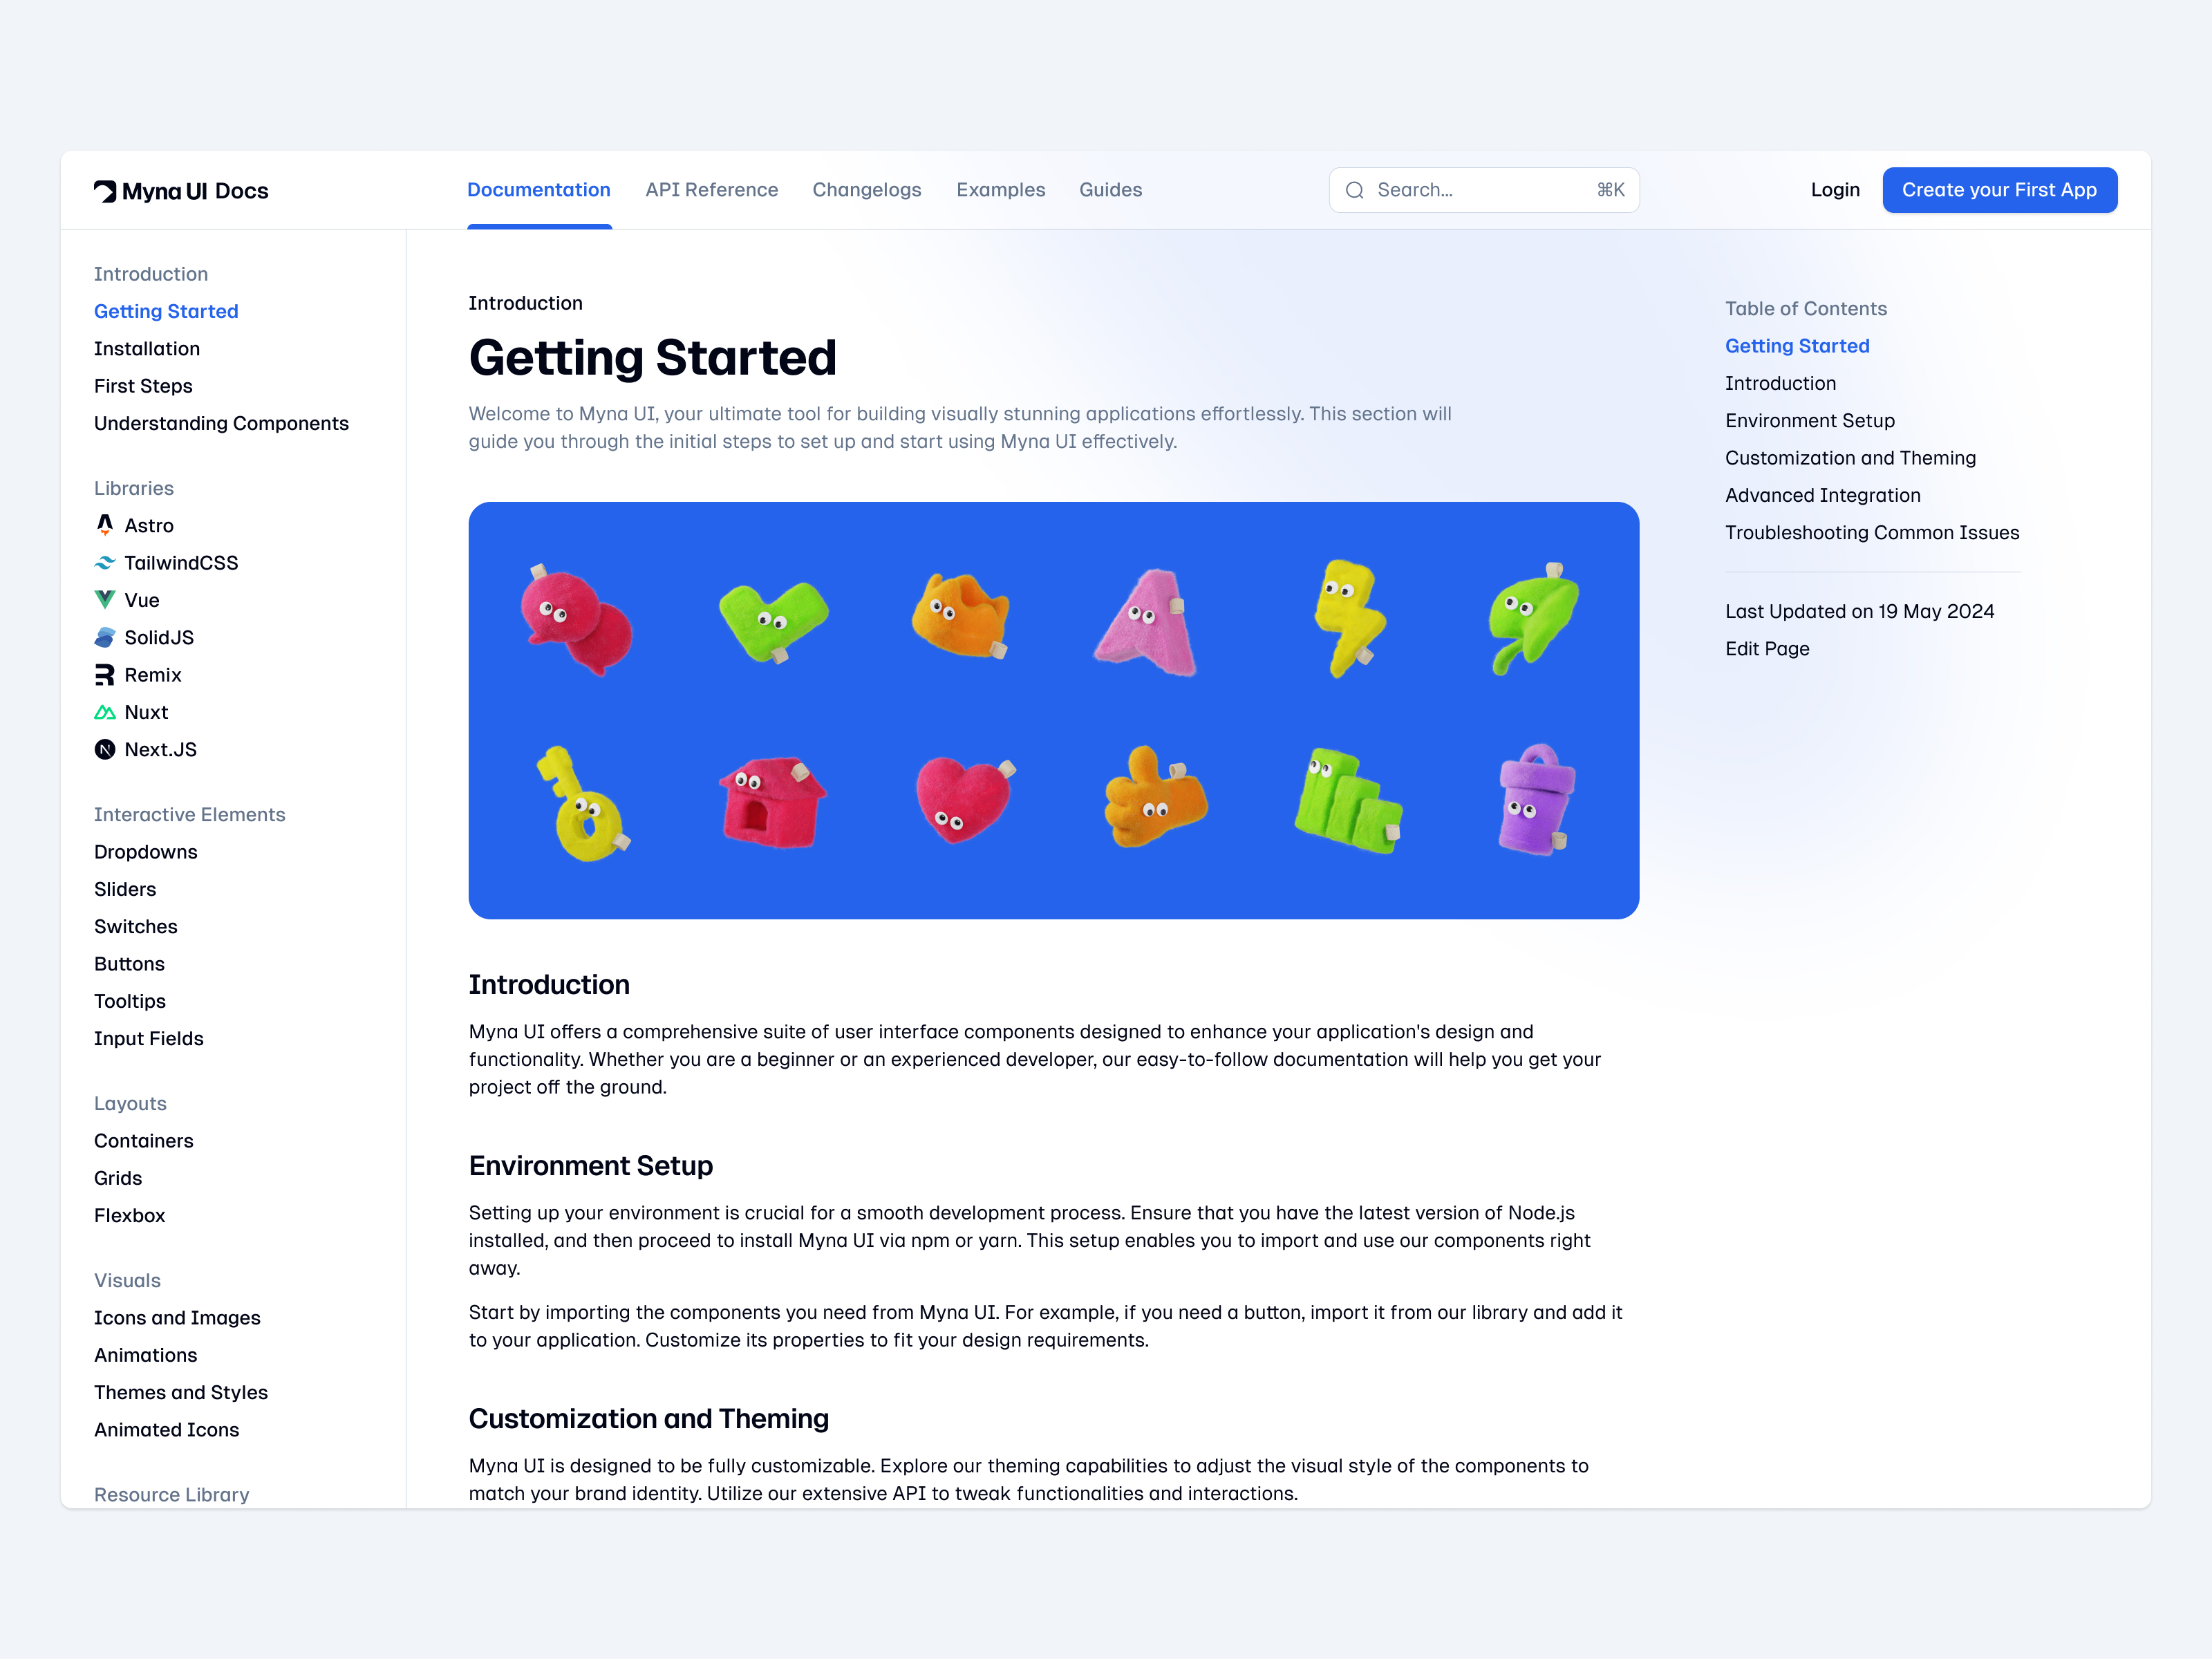 Myna UI Docs
Documentation
API Reference
Changelogs
Examples
Guides
Search...
⌘K
Login
Create your First App
Introduction
Getting Started
Installation
First Steps
Understanding Components
Libraries
Astro
TailwindCSS
Vue
SolidJS
Remix
Nuxt
Next.JS
Interactive Elements
Dropdowns
Sliders
Switches
Buttons
Tooltips
Input Fields
Layouts
Containers
Grids
Flexbox
Visuals
Icons and Images
Animations
Themes and Styles
Animated Icons
Resource Library
Introduction
Getting Started
Welcome to Myna UI, your ultimate tool for building visually stunning applications effortlessly. This section will
guide you through the initial steps to set up and start using Myna UI effectively.
Introduction
Myna UI offers a comprehensive suite of user interface components designed to enhance your application's design and
functionality. Whether you are a beginner or an experienced developer, our easy-to-follow documentation will help you get your
project off the ground.
Environment Setup
Setting up your environment is crucial for a smooth development process. Ensure that you have the latest version of Node.js
installed, and then proceed to install Myna UI via npm or yarn. This setup enables you to import and use our components right
away.
Start by importing the components you need from Myna UI. For example, if you need a button, import it from our library and add it
to your application. Customize its properties to fit your design requirements.
Customization and Theming
Myna UI is designed to be fully customizable. Explore our theming capabilities to adjust the visual style of the components to
match your brand identity. Utilize our extensive API to tweak functionalities and interactions.
Table of Contents
Getting Started
Introduction
Environment Setup
Customization and Theming
Advanced Integration
Troubleshooting Common Issues
Last Updated on 19 May 2024
Edit Page